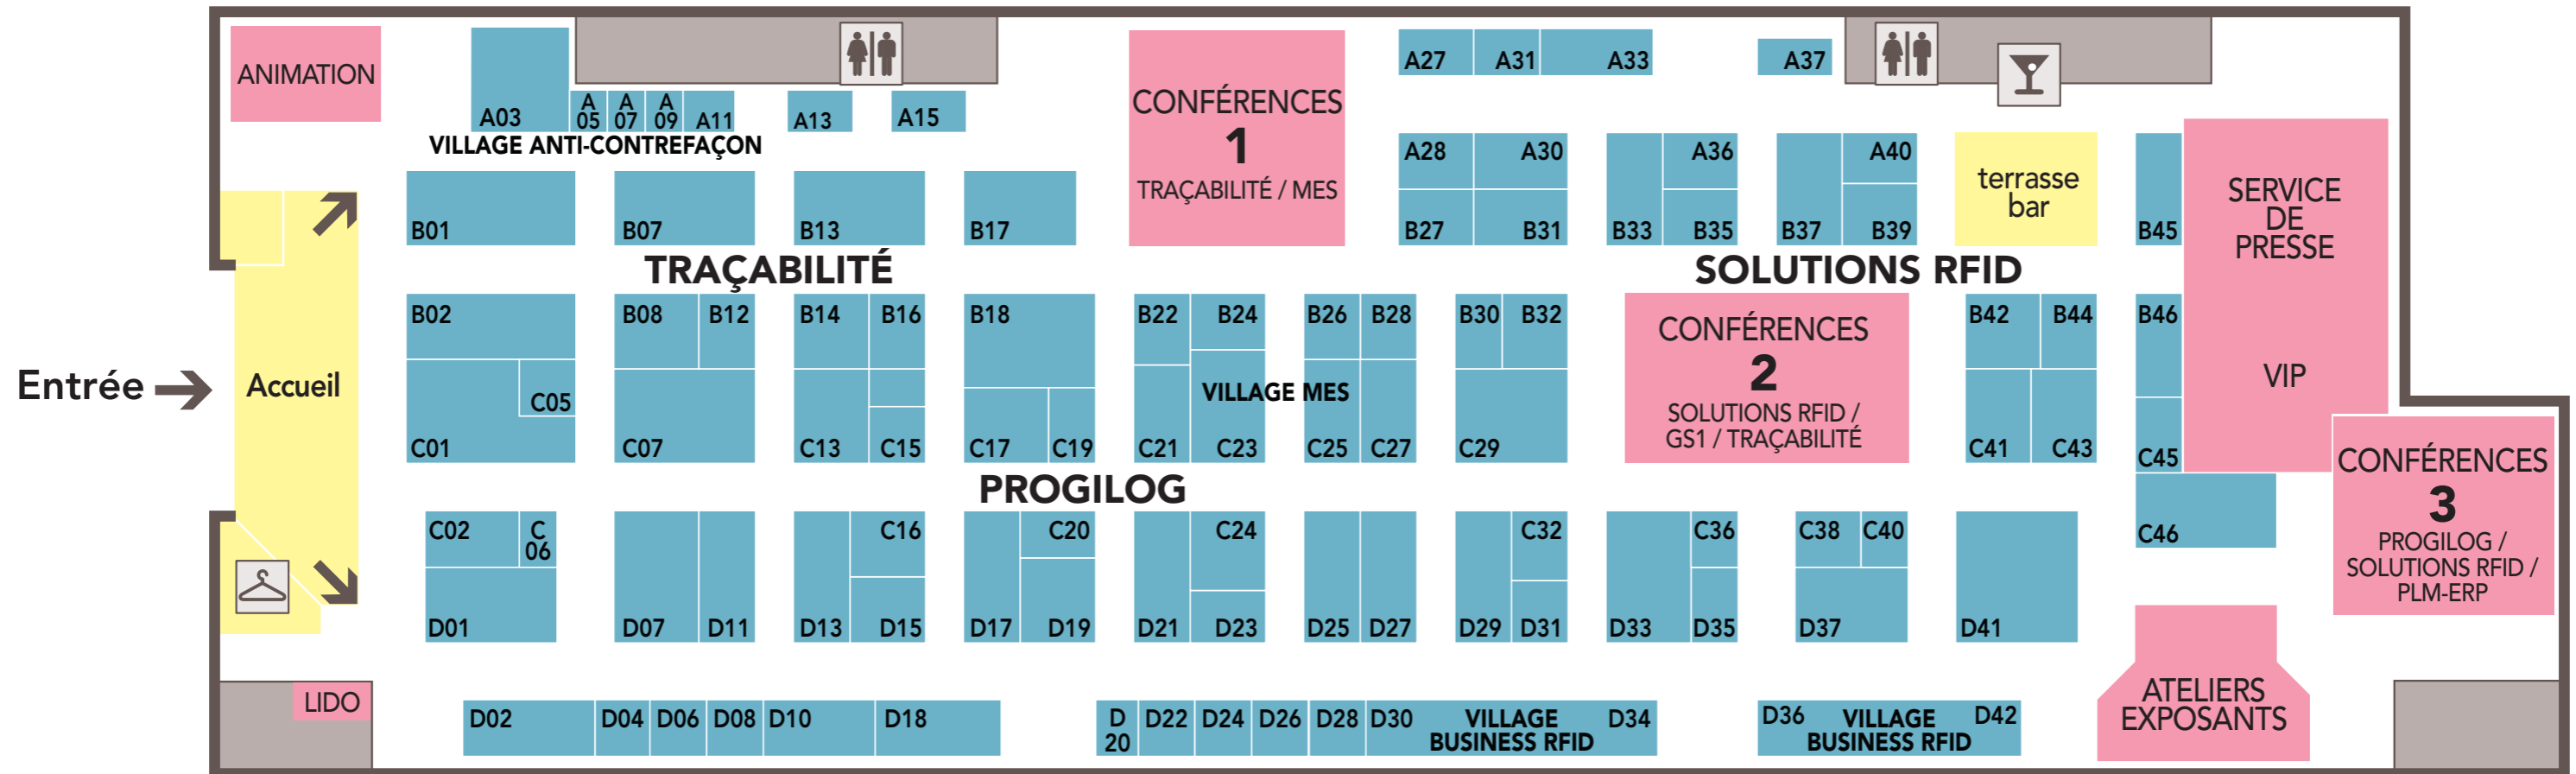 ANIMATION
A03
A
05
A
07
A
09
A11
A13
A15
VILLAGE ANTI-CONTREFAÇON
CONFÉRENCES
1
TRAÇABILITÉ / MES
A27
A31
A33
A37
A28
A30
A36
A40
terrasse
bar
SERVICE
DE
PRESSE
VIP
B01
B07
B13
B17
B27
B31
B33
B35
B37
B39
B45
TRAÇABILITÉ
SOLUTIONS RFID
Entrée
Accueil
B02
B08
B12
B14
B16
B18
B22
B24
B26
B28
B30
B32
CONFÉRENCES
2
SOLUTIONS RFID /
GS1 / TRAÇABILITÉ
B42
B44
B46
C05
VILLAGE MES
C01
C07
C13
C15
C17
C19
C21
C23
C25
C27
C29
C41
C43
C45
CONFÉRENCES
3
PROGILOG /
SOLUTIONS RFID /
PLM-ERP
PROGILOG
C02
C
06
C16
C20
C24
C32
C36
C38
C40
C46
D01
D07
D11
D13
D15
D17
D19
D21
D23
D25
D27
D29
D31
D33
D35
D37
D41
LIDO
D02
D04
D06
D08
D10
D18
D
20
D22
D24
D26
D28
D30
VILLAGE
BUSINESS RFID
D34
D36
VILLAGE
BUSINESS RFID
D42
ATELIERS
EXPOSANTS